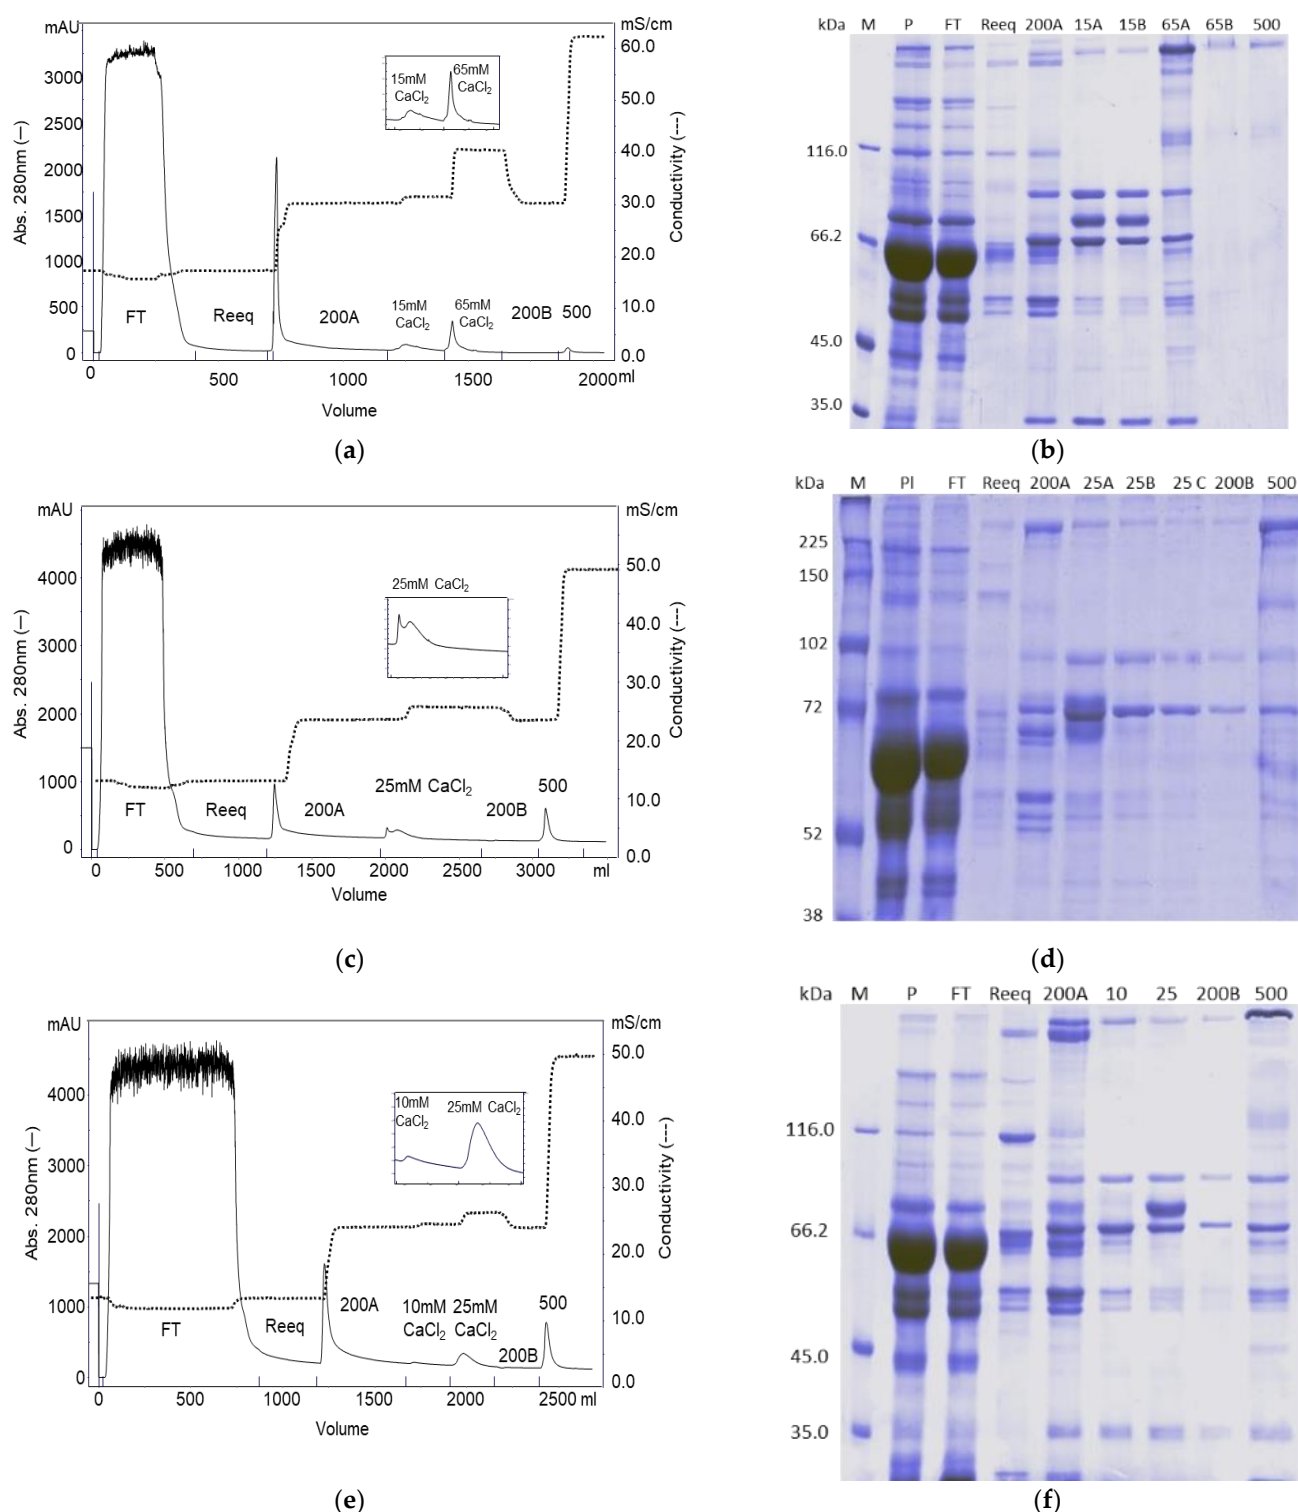 mAU
mS/cm
3000
2500
2000
1500
1000
500
0
Abs. 280nm (—)
15mM
CaCl2
65mM
CaCl2
FT
Reeq
200A
15mM
CaCl2
65mM
CaCl2
200B
500
60.0
50.0
40.0
30.0
20.0
10.0
0.0
Conductivity (---)
0
500
1000
1500
2000ml
Volume
(a)
kDa M P FT Reeq 200A 15A 15B 65A 65B 500
116.0
66.2
45.0
35.0
(b)
mAU
mS/cm
4000
3000
2000
1000
0
Abs. 280nm (—)
25mM CaCl2
FT
Reeq
200A
25mM CaCl2
200B
500
50.0
40.0
30.0
20.0
10.0
0.0
Conductivity (---)
0
500
1000
1500
2000
2500
3000
ml
Volume
(c)
kDa M PI FT Reeq 200A 25A 25B 25 C 200B 500
225
150
102
72
52
38
(d)
mAU
mS/cm
4000
3000
2000
1000
0
Abs. 280nm (—)
10mM
CaCl2
25mM CaCl2
FT
Reeq
200A
10mM
CaCl2
25mM
CaCl2
200B
500
50.0
40.0
30.0
20.0
10.0
0.0
Conductivity (---)
0
500
1000
1500
2000
2500 ml
Volume
(e)
kDa M P FT Reeq 200A 10 25 200B 500
116.0
66.2
45.0
35.0
(f)